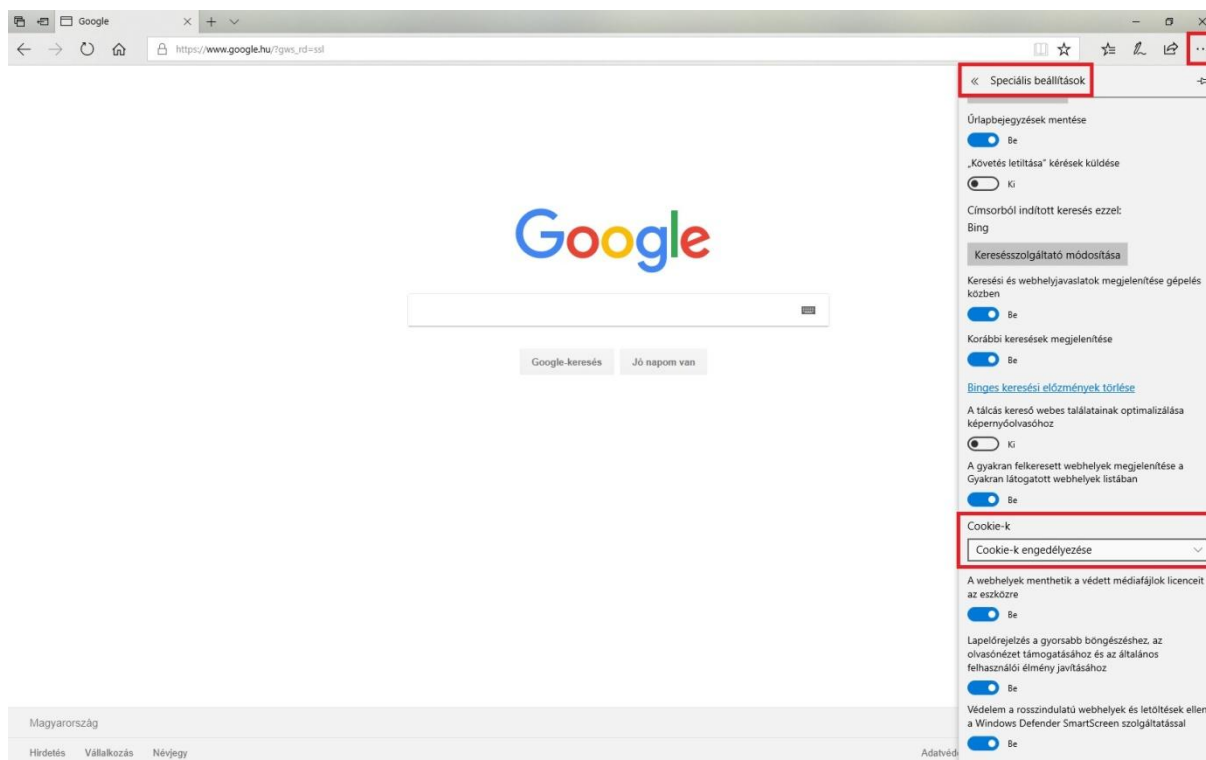 Google
https://www.google.hu/?gws_rd=ssl
Speciális beállítások
Űrlapbejegyzések mentése
Be
„Követés letiltása" kérések küldése
Ki
Címsorból indított keresés ezzel:
Bing
Keresésszolgáltató módosítása
Keresési és webhelyjavaslatok megjelenítése gépelés
közben
Be
Korábbi keresések megjelenítése
Be
Binges keresési előzmények törlése
A tálcás kereső webes találatainak optimalizálása
képernyőolvasóhoz
Ki
A gyakran felkeresett webhelyek megjelenítése a
Gyakran látogatott webhelyek listában
Be
Cookie-k
Cookie-k engedélyezése
A webhelyek menthetik a védett médiafájlok licenceit
az eszközre
Be
Lapelőrejelzés a gyorsabb böngészéshez, az
olvasónézet támogatásához és az általános
felhasználói élmény javításához
Be
Védelem a rosszindulatú webhelyek és letöltések ellen
a Windows Defender SmartScreen szolgáltatással
Be
Google
Google-keresés
Jó napom van
Magyarország
Hirdetés Vállalkozás Névjegy
Adatvéd